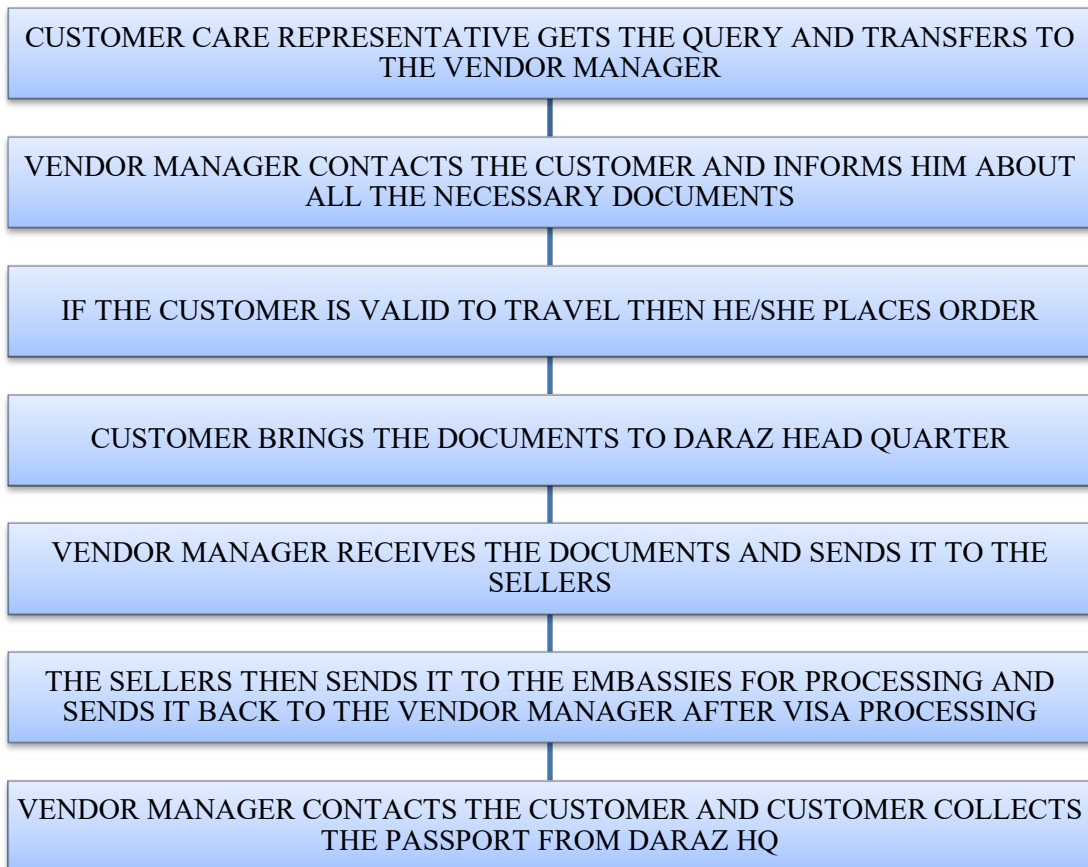 CUSTOMER CARE REPRESENTATIVE GETS THE QUERY AND TRANSFERS TO
THE VENDOR MANAGER
VENDOR MANAGER CONTACTS THE CUSTOMER AND INFORMS HIM ABOUT
ALL THE NECESSARY DOCUMENTS
IF THE CUSTOMER IS VALID TO TRAVEL THEN HE/SHE PLACES ORDER
CUSTOMER BRINGS THE DOCUMENTS TO DARAZ HEAD QUARTER
VENDOR MANAGER RECEIVES THE DOCUMENTS AND SENDS IT TO THE
SELLERS
THE SELLERS THEN SENDS IT TO THE EMBASSIES FOR PROCESSING AND
SENDS IT BACK TO THE VENDOR MANAGER AFTER VISA PROCESSING
VENDOR MANAGER CONTACTS THE CUSTOMER AND CUSTOMER COLLECTS
THE PASSPORT FROM DARAZ HQ